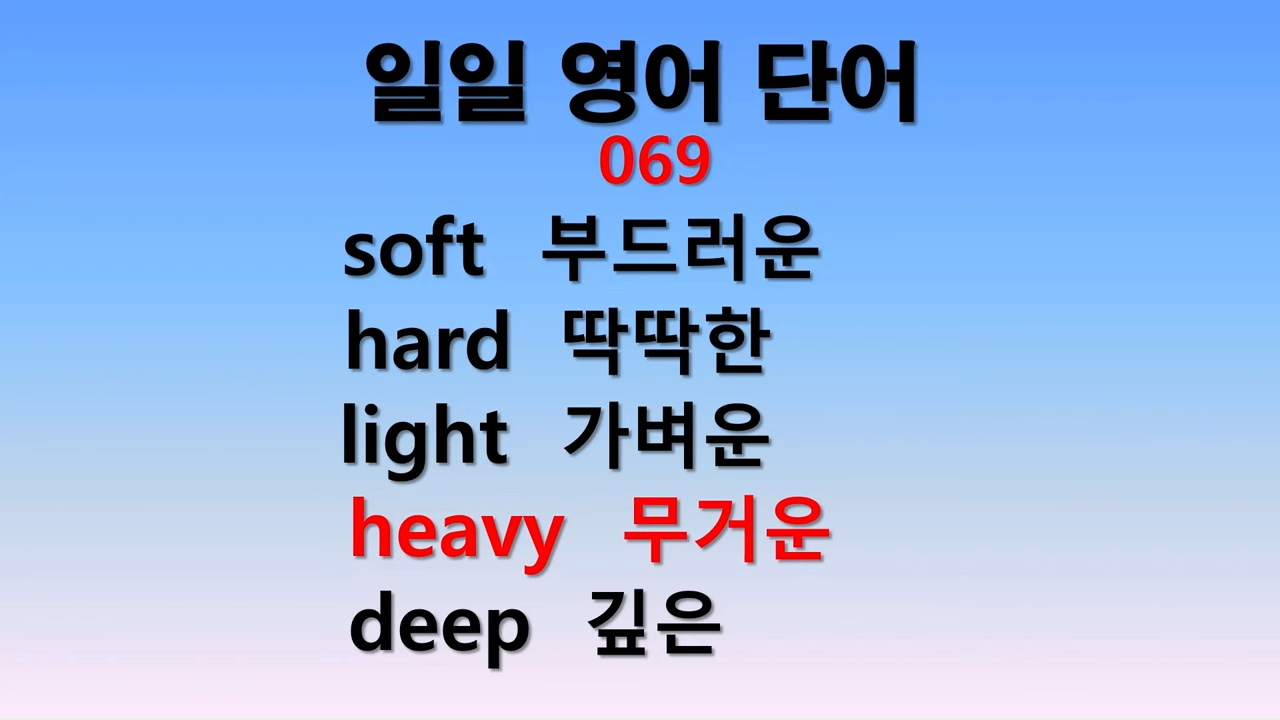 일일 영어 단어
069
soft 부드러운
hard 딱딱한
light 가벼운
heavy 무거운
deep 깊은